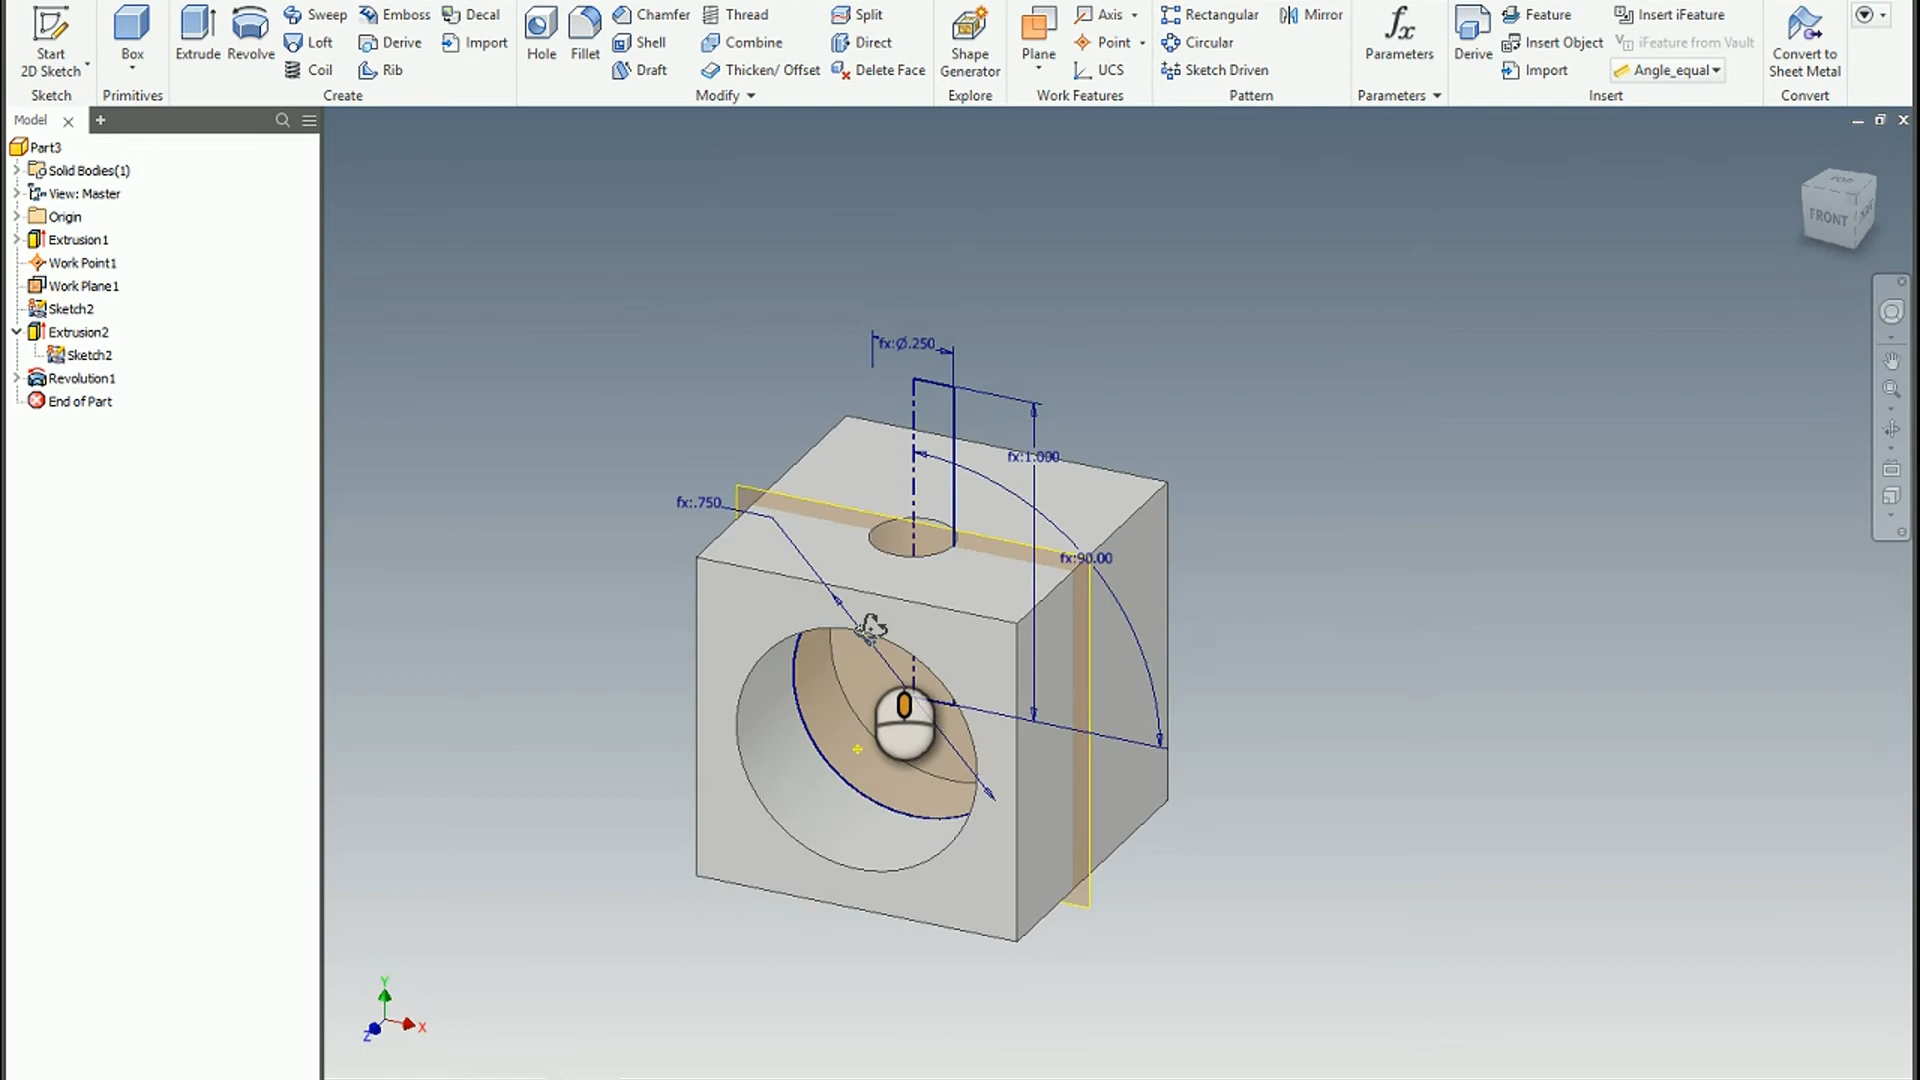 Start
2D Sketch
Sketch
Box
Primitives
Extrude
Revolve
Sweep
Loft
Coil
Emboss
Derive
Rib
Decal
Import
Create
Hole
Fillet
Chamfer
Shell
Draft
Thread
Combine
Thicken/ Offset
Split
Direct
Delete Face
Modify
Shape
Generator
Explore
Plane
Axis
Point
UCS
Work Features
Rectangular
Circular
Sketch Driven
Mirror
Pattern
fx
Parameters
Parameters
Derive
Feature
Insert Object
Import
Insert iFeature
iFeature from Vault
Angle_equal
Insert
Convert to
Sheet Metal
Convert
Model
Part3
Solid Bodies(1)
View: Master
Origin
Extrusion1
Work Point1
Work Plane1
Sketch2
Extrusion2
Sketch2
Revolution1
End of Part
TOP
FRONT
fx:Ø.250
fx:1.000
fx:.750
fx:90.00
Y
X
Z